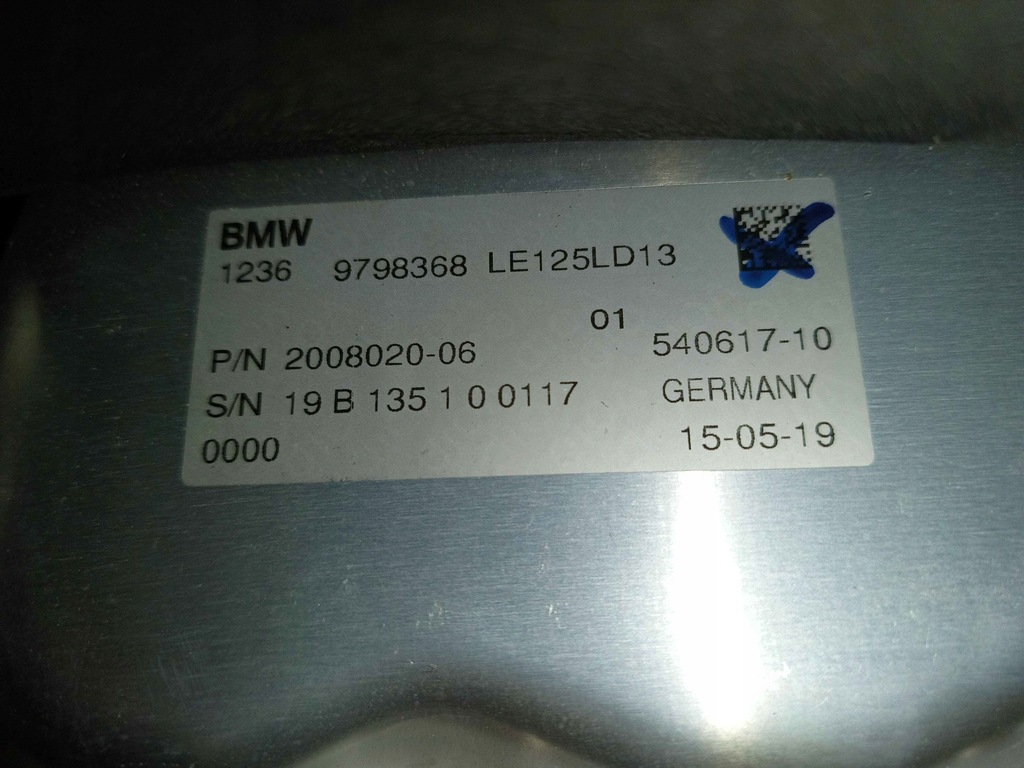 BMW
1236 9798368 LE125LD13
01
P/N 2008020-06 540617-10
S/N 19 B 135 1 0 0117 GERMANY
0000 15-05-19